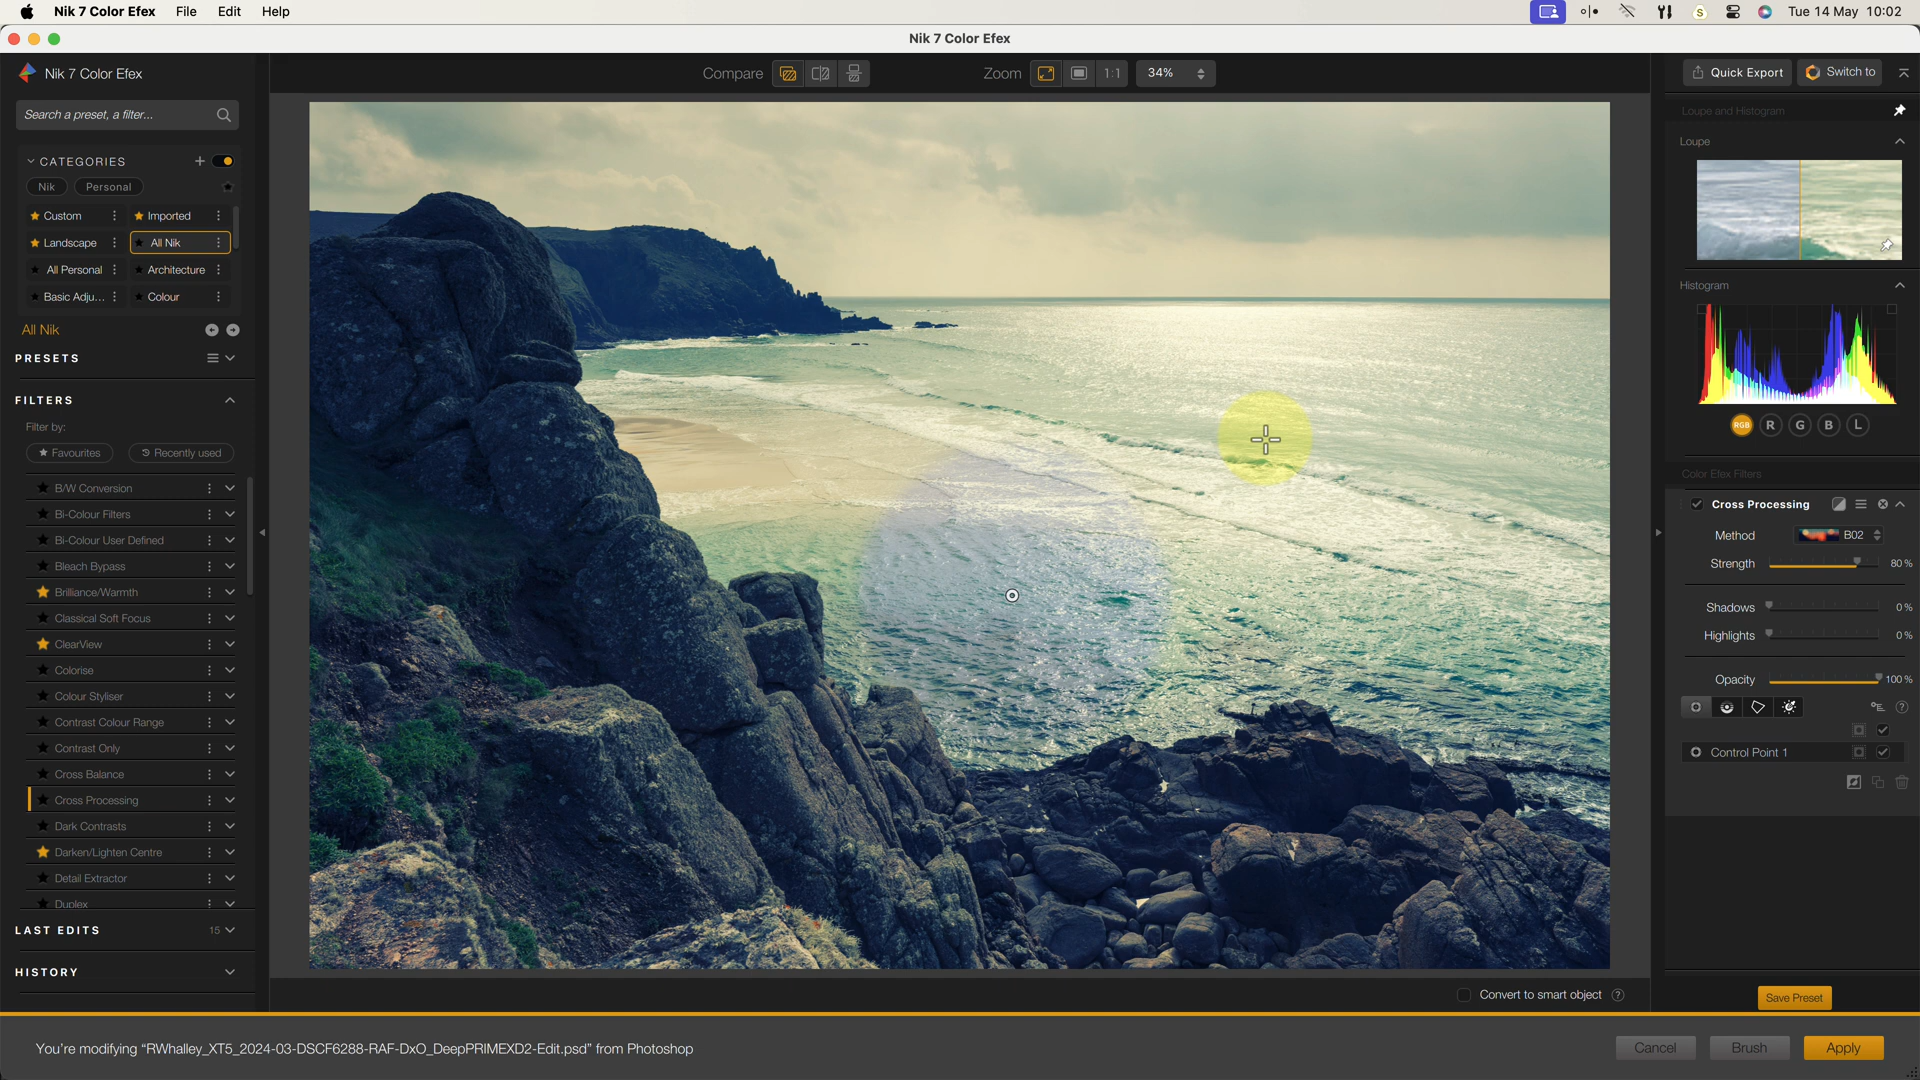 Nik 7 Color Efex File Edit Help
S Tue 14 May 10:02
Nik 7 Color Efex
Nik 7 Color Efex
Compare
Zoom 1:1 34%
Quick Export
Switch to
Search a preset, a filter...
CATEGORIES
Nik Personal
Custom
Imported
Landscape
All Nik
All Personal
Architecture
Basic Adju...
Colour
All Nik
PRESETS
FILTERS
Filter by:
Favourites
Recently used
B/W Conversion
Bi-Colour Filters
Bi-Colour User Defined
Bleach Bypass
Brilliance/Warmth
Classical Soft Focus
ClearView
Colorise
Colour Styliser
Contrast Colour Range
Contrast Only
Cross Balance
Cross Processing
Dark Contrasts
Darken/Lighten Centre
Detail Extractor
Duplex
LAST EDITS 15
HISTORY
Loupe and Histogram
Loupe
Histogram
RGB R G B L
Color Efex Filters
Cross Processing
Method B02
Strength 80 %
Shadows 0 %
Highlights 0 %
Opacity 100 %
Control Point 1
Convert to smart object ?
Save Preset
You're modifying “RWhalley_XT5_2024-03-DSCF6288-RAF-DxO_DeepPRIMEXD2-Edit.psd” from Photoshop
Cancel Brush Apply